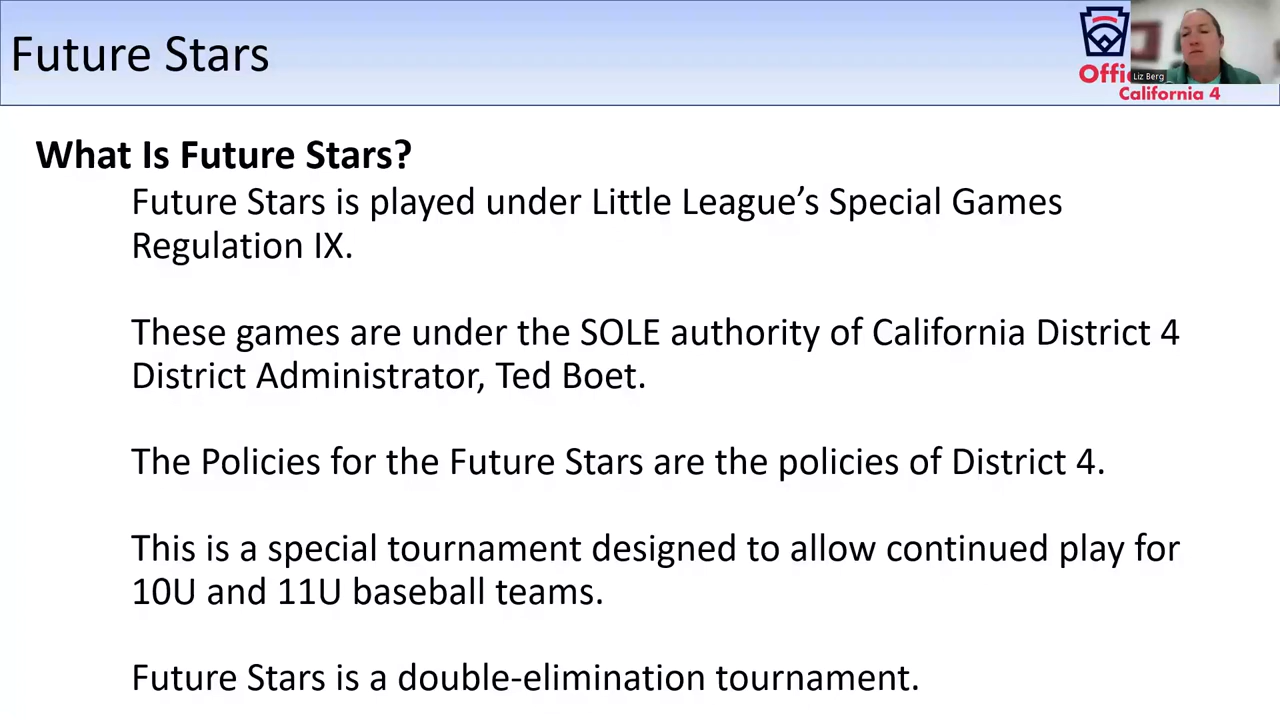 Future Stars
Offi
Liz Berg
California 4
What Is Future Stars?
Future Stars is played under Little League’s Special Games
Regulation IX.
These games are under the SOLE authority of California District 4
District Administrator, Ted Boet.
The Policies for the Future Stars are the policies of District 4.
This is a special tournament designed to allow continued play for
10U and 11U baseball teams.
Future Stars is a double-elimination tournament.